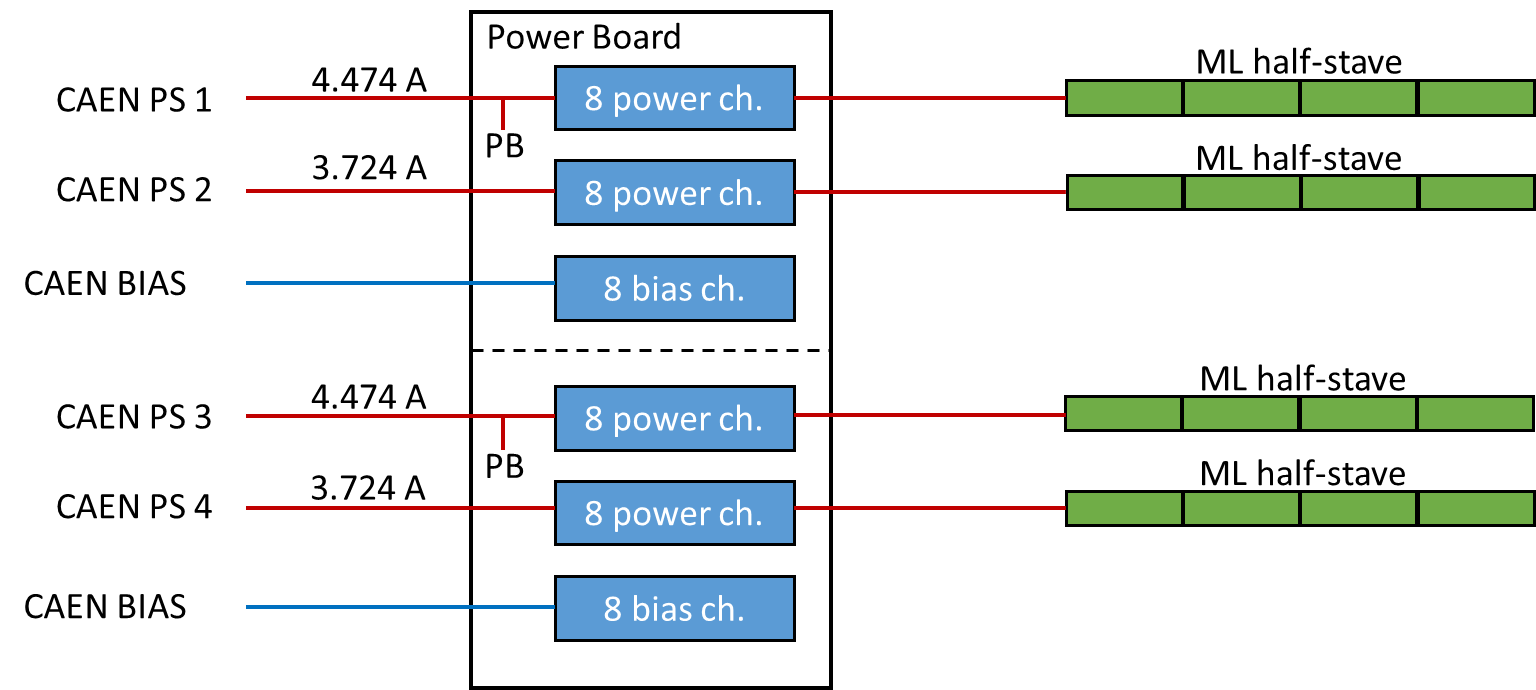 Power Board
ML half-stave
4.474 A
CAEN PS 1
8 power ch.
PB
ML half-stave
3.724 A
CAEN PS 2
8 power ch.
CAEN BIAS
8 bias ch.
ML half-stave
4.474 A
CAEN PS 3
8 power ch.
PB
ML half-stave
3.724 A
CAEN PS 4
8 power ch.
CAEN BIAS
8 bias ch.